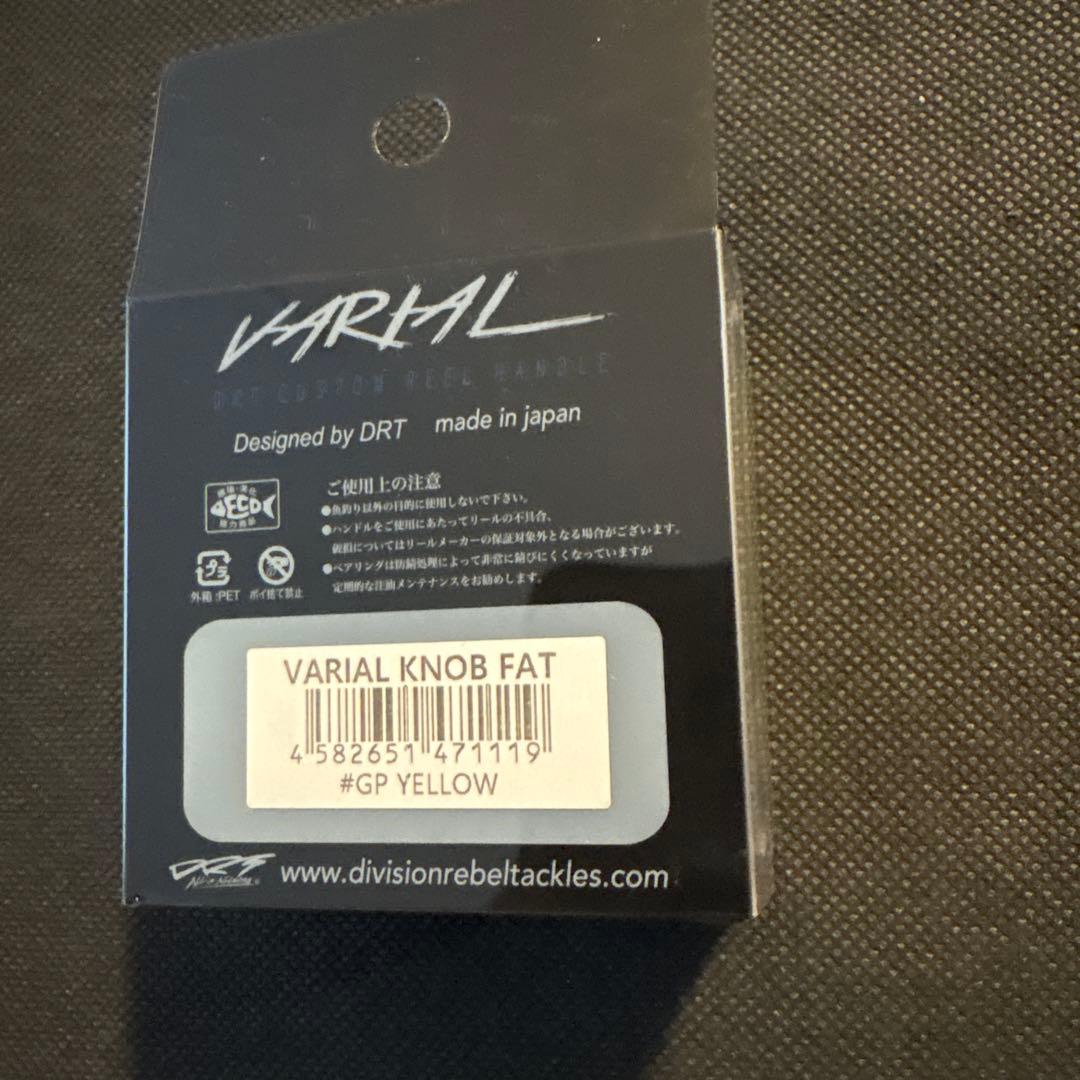 VARIAL
DRT CUSTOM REEL HANDLE
Designed by DRT made in japan
ご使用上の注意
●魚釣り以外の目的に使用しないで下さい。
●ハンドルをご使用にあたってリールの不具合、
破損についてはリールメーカーの保証対象外となる場合がございます。
●ベアリングは防錆処理によって非常に錆びにくくなっていますが
定期的な注油メンテナンスをお勧めします。
ECO
プラ
外箱:PET ポイ捨て禁止
VARIAL KNOB FAT
4 582651 471119
#GP YELLOW
DRT www.divisionrebeltackles.com